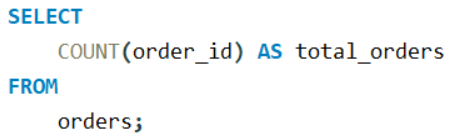 SELECT
    COUNT(order_id) AS total_orders
FROM
    orders;